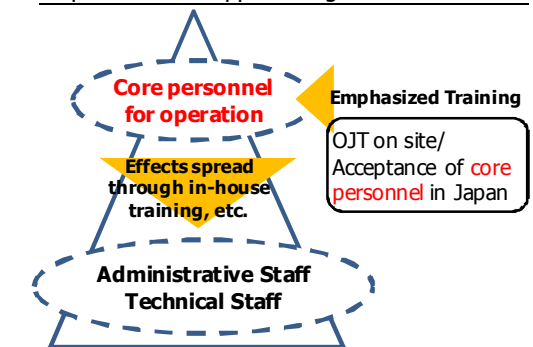 Core personnel
for operation
Emphasized Training
OJT on site/
Acceptance of core
personnel in Japan
Effects spread
through in-house
training, etc.
Administrative Staff
Technical Staff